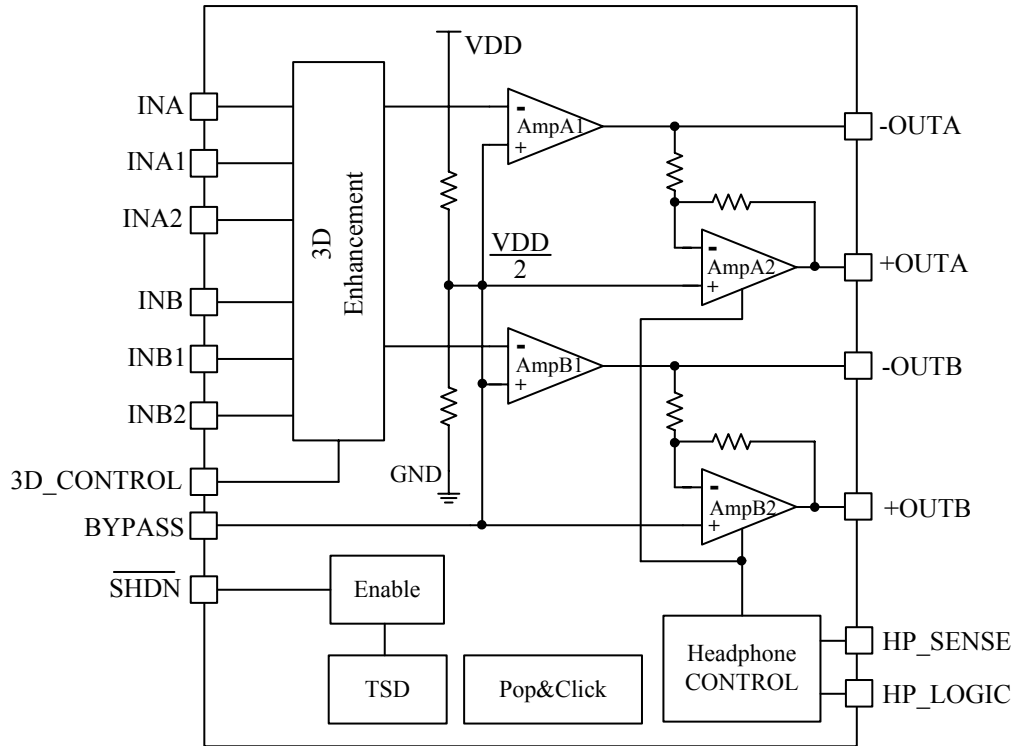 VDD
INA
INA1
INA2
INB
INB1
INB2
3D_CONTROL
BYPASS
SHDN
3D
Enhancement
-
AmpA1
+
VDD
2
-
AmpA2
+
-
AmpB1
+
GND
-
AmpB2
+
-OUTA
+OUTA
-OUTB
+OUTB
Enable
TSD
Pop&Click
Headphone
CONTROL
HP_SENSE
HP_LOGIC